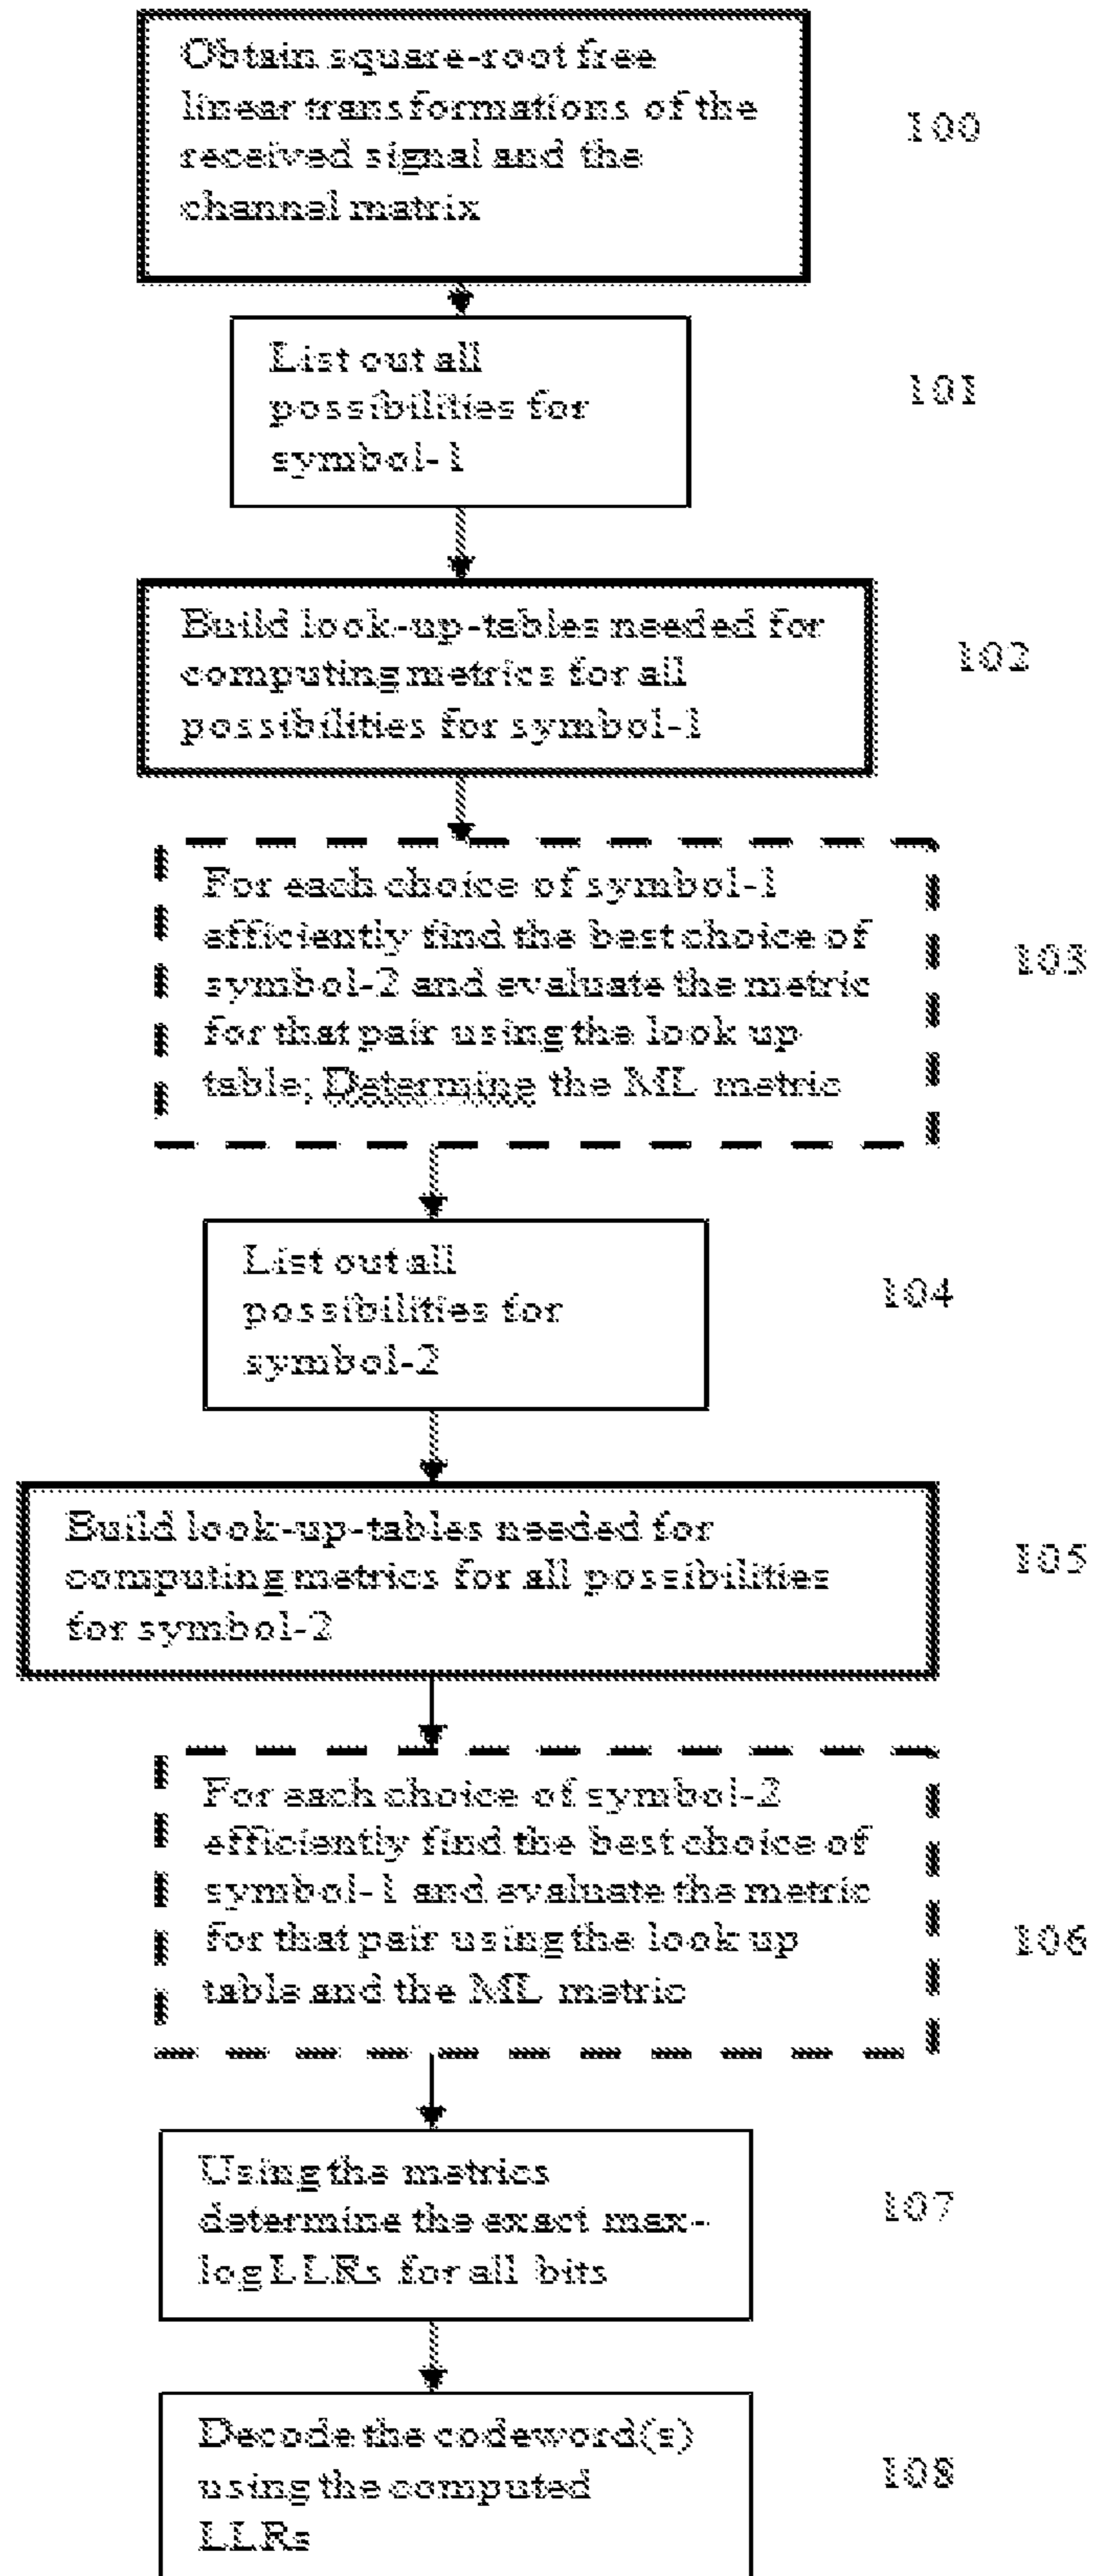 Obtain square-root free
linear transformations of the
received signal and the
channel matrix
100
List out all
possibilities for
symbol-1
101
Build look-up-tables needed for
computing metrics for all
possibilities for symbol-1
102
For each choice of symbol-1
efficiently find the best choice of
symbol-2 and evaluate the metric
for that pair using the look up
table; Determine the ML metric
103
List out all
possibilities for
symbol-2
104
Build look-up-tables needed for
computing metrics for all possibilities
for symbol-2
105
For each choice of symbol-2
efficiently find the best choice of
symbol-1 and evaluate the metric
for that pair using the look up
table and the ML metric
106
Using the metrics
determine the exact max-
log LLRs for all bits
107
Decode the codeword(s)
using the computed
LLRs
108